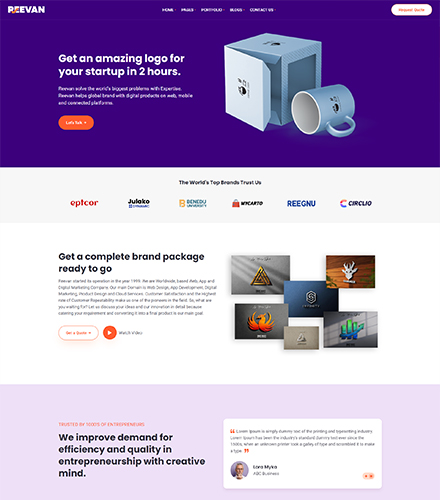 REEVAN
HOME PAGES PORTFOLIO BLOGS CONTACT US
Request Quote
Get an amazing logo for
your startup in 2 hours.
Reevan solve the world's biggest problems with Expertise.
Reevan helps global brand with digital products on web, mobile
and connected platforms.
Let's Talk
The World's Top Brands Trust Us
eptcor
Julako
DYNAMIC
BENEDU
UNIVERSITY
MYCARTO
REEGNU
CIRCLIO
Get a complete brand package
ready to go
Reevan started its operation in the year 1999. We are Worldwide, based Web, App and
Digital Marketing Company. Our main Domain is Web Design, App Development, Digital
Marketing, Product Design and Cloud Services. Customer Satisfaction and the Highest
rate of Customer Repeatability make us one of the pioneers in the field. So, what are
you waiting for? Let us discuss your ideas and our innovation in detail because
catering your requirement and converting it into a final product is our main goal
Get a Quote
Watch Video
TRUSTED BY 1000'S OF ENTREPRENEURS
We improve demand for
efficiency and quality in
entrepreneurship with creative
mind.
Lorem Ipsum is simply dummy text of the printing and typesetting industry.
Lorem Ipsum has been the industry's standard dummy text ever since the
1500s, when an unknown printer took a galley of type and scrambled it to make
a type
Lara Myka
ABC Business